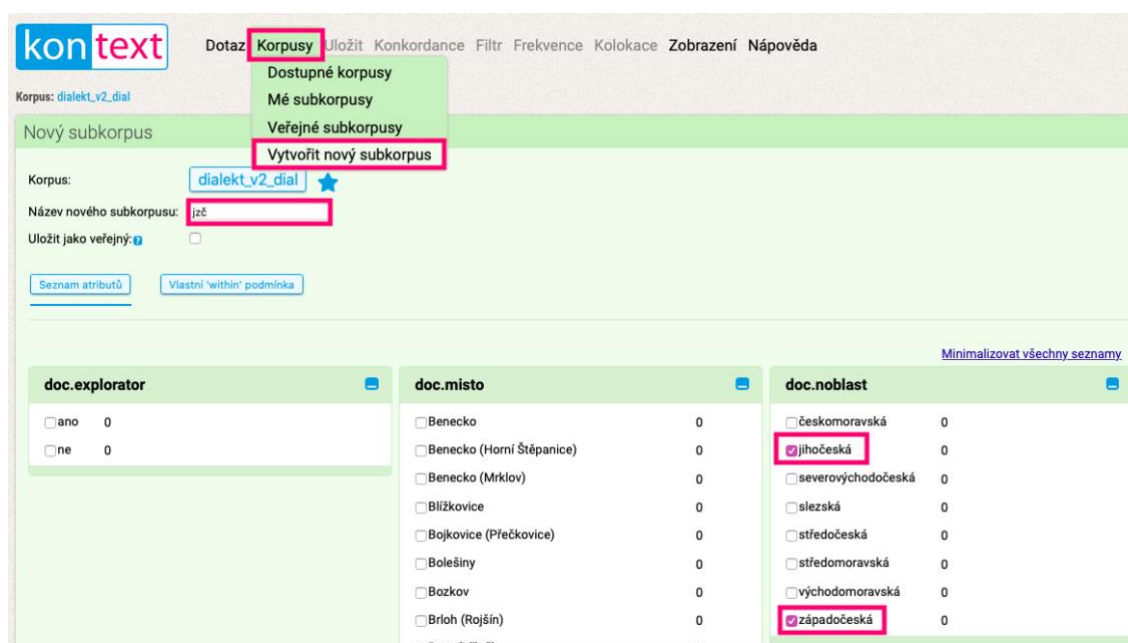 kontext
Dotaz Korpusy Uložit Konkordance Filtr Frekvence Kolokace Zobrazení Nápověda
Dostupné korpusy
Mé subkorpusy
Veřejné subkorpusy
Vytvořit nový subkorpus
Korpus: dialekt_v2_dial
Nový subkorpus
Korpus: dialekt_v2_dial
Název nového subkorpusu: jzč
Uložit jako veřejný: ?
Seznam atributů Vlastní 'within' podmínka
Minimalizovat všechny seznamy
doc.explorator
ano 0
ne 0
doc.misto
Benecko 0
Benecko (Horní Štěpanice) 0
Benecko (Mrklov) 0
Blížkovice 0
Bojkovice (Přečkovice) 0
Bolešiny 0
Bozkov 0
Brloh (Rojšín) 0
doc.noblast
českomoravská 0
jihočeská 0
severovýchodočeská 0
slezská 0
středočeská 0
středomoravská 0
východomoravská 0
západočeská 0